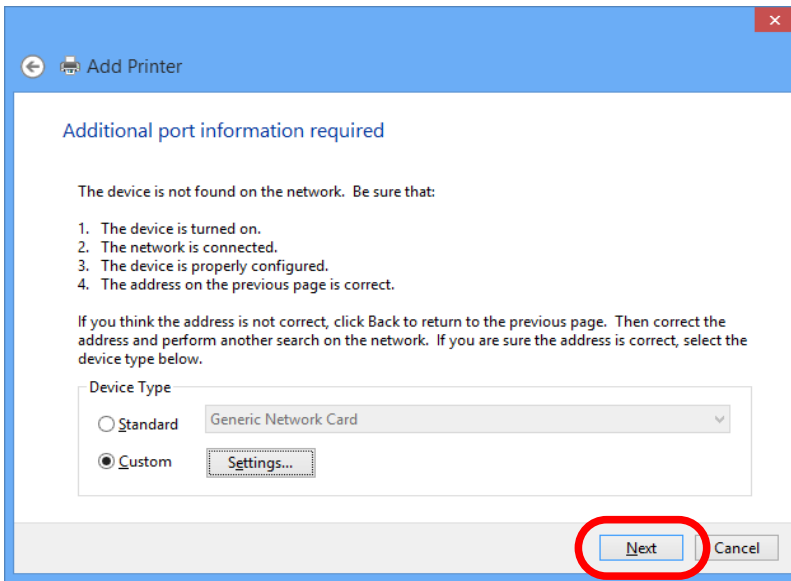 Add Printer
Additional port information required
The device is not found on the network.  Be sure that:
1.  The device is turned on.
2.  The network is connected.
3.  The device is properly configured.
4.  The address on the previous page is correct.
If you think the address is not correct, click Back to return to the previous page.  Then correct the
address and perform another search on the network.  If you are sure the address is correct, select the
device type below.
Device Type
Standard
Generic Network Card
Custom
Settings...
Next
Cancel